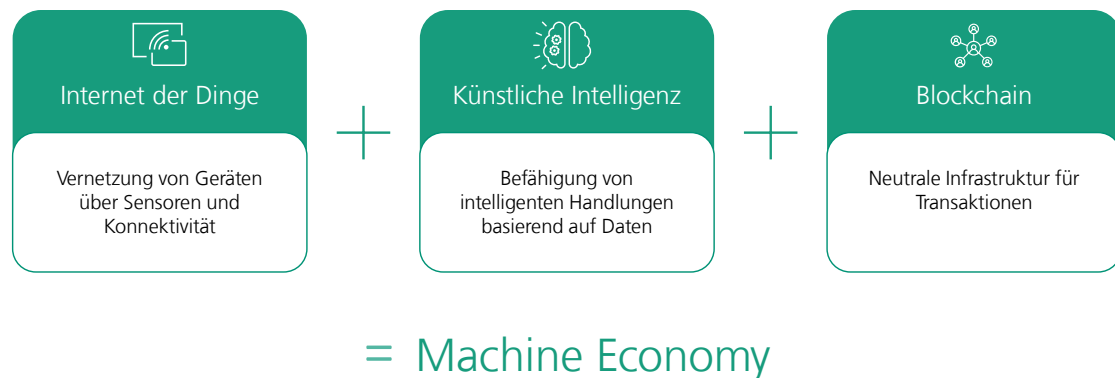 Internet der Dinge
Vernetzung von Geräten
über Sensoren und
Konnektivität
+
Künstliche Intelligenz
Befähigung von
intelligenten Handlungen
basierend auf Daten
+
Blockchain
Neutrale Infrastruktur für
Transaktionen
= Machine Economy